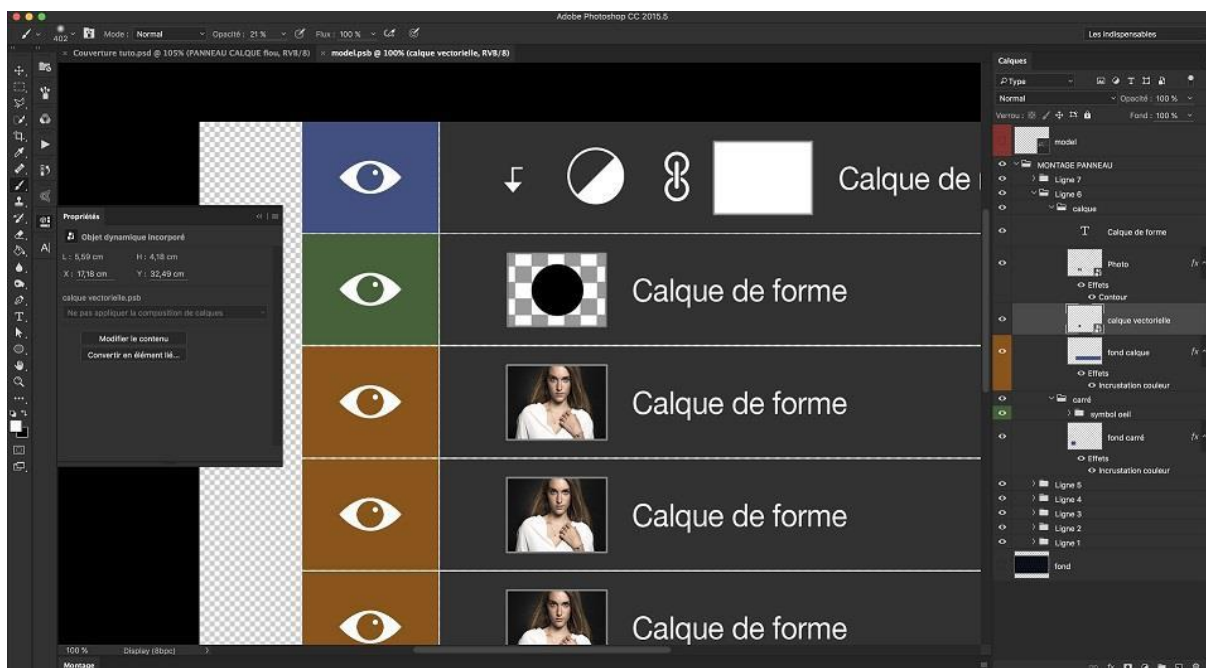 Adobe Photoshop CC 2015.5
402 Mode : Normal Opacité : 21 % Flux : 100 % Les indispensables
× Couverture tuto.psd @ 105% (PANNEAU CALQUE flou, RVB/8) × model.psb @ 100% (calque vectorielle, RVB/8)
Calques
Type
Normal Opacité : 100 %
Verrou : Fond : 100 %
model
MONTAGE PANNEAU
Ligne 7
Ligne 6
calque
T Calque de forme
Photo fx
Effets
Contour
calque vectorielle
fond calque fx
Effets
Incrustation couleur
carré
symbol oeil
fond carré fx
Effets
Incrustation couleur
Ligne 5
Ligne 4
Ligne 3
Ligne 2
Ligne 1
fond
Propriétés
Objet dynamique incorporé
L : 5,59 cm H : 4,18 cm
X : 17,18 cm Y : 32,49 cm
calque vectorielle.psb
Ne pas appliquer la composition de calques
Modifier le contenu
Convertir en élément lié...
Calque de
Calque de forme
Calque de forme
Calque de forme
Calque de forme
100 % Display (8bpc)
Montage